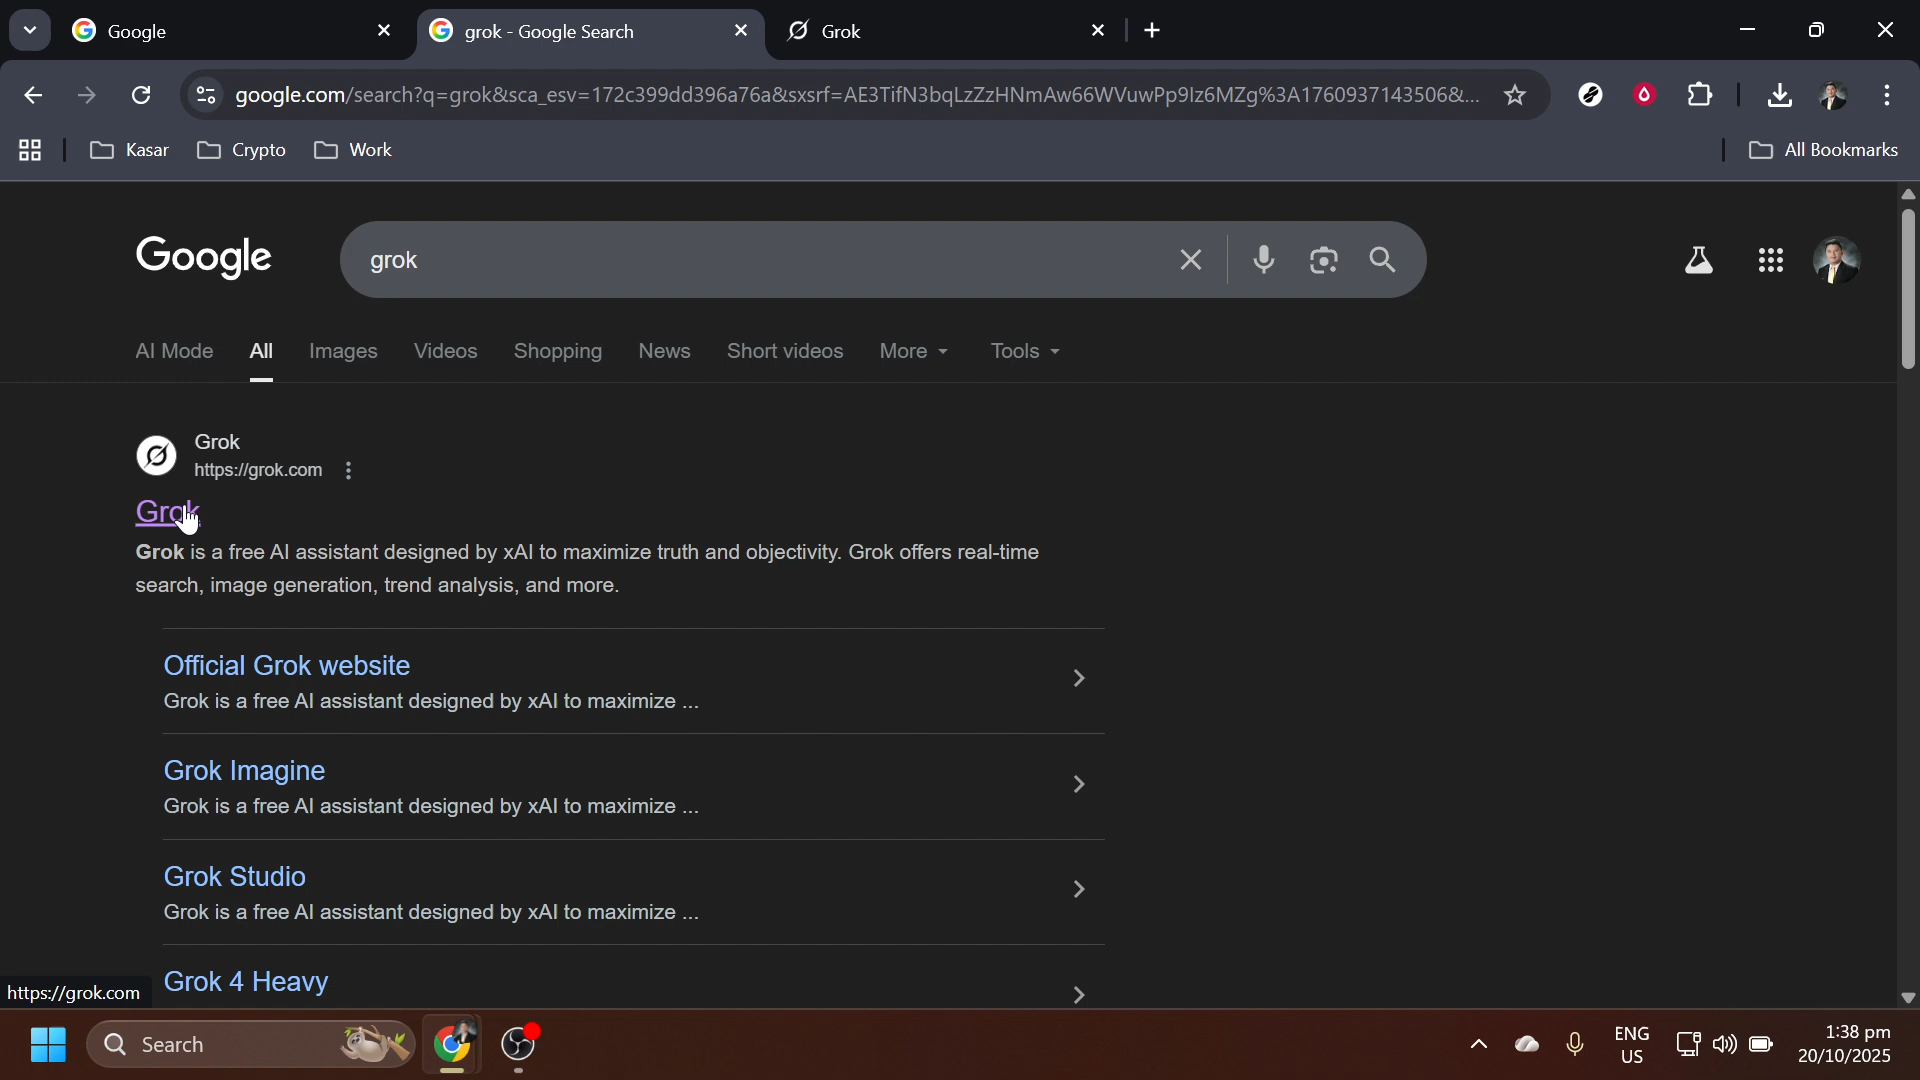 Google
grok - Google Search
Grok
google.com/search?q=grok&sca_esv=172c399dd396a76a&sxsrf=AE3TifN3bqLzZzHNmAw66WVuwPp9Iz6MZg%3A1760937143506&...
Kasar
Crypto
Work
All Bookmarks
Google
grok
AI Mode
All
Images
Videos
Shopping
News
Short videos
More
Tools
Grok
https://grok.com
Grok
Grok is a free AI assistant designed by xAI to maximize truth and objectivity. Grok offers real-time
search, image generation, trend analysis, and more.
Official Grok website
Grok is a free AI assistant designed by xAI to maximize ...
Grok Imagine
Grok is a free AI assistant designed by xAI to maximize ...
Grok Studio
Grok is a free AI assistant designed by xAI to maximize ...
Grok 4 Heavy
https://grok.com
Search
ENG
US
1:38 pm
20/10/2025